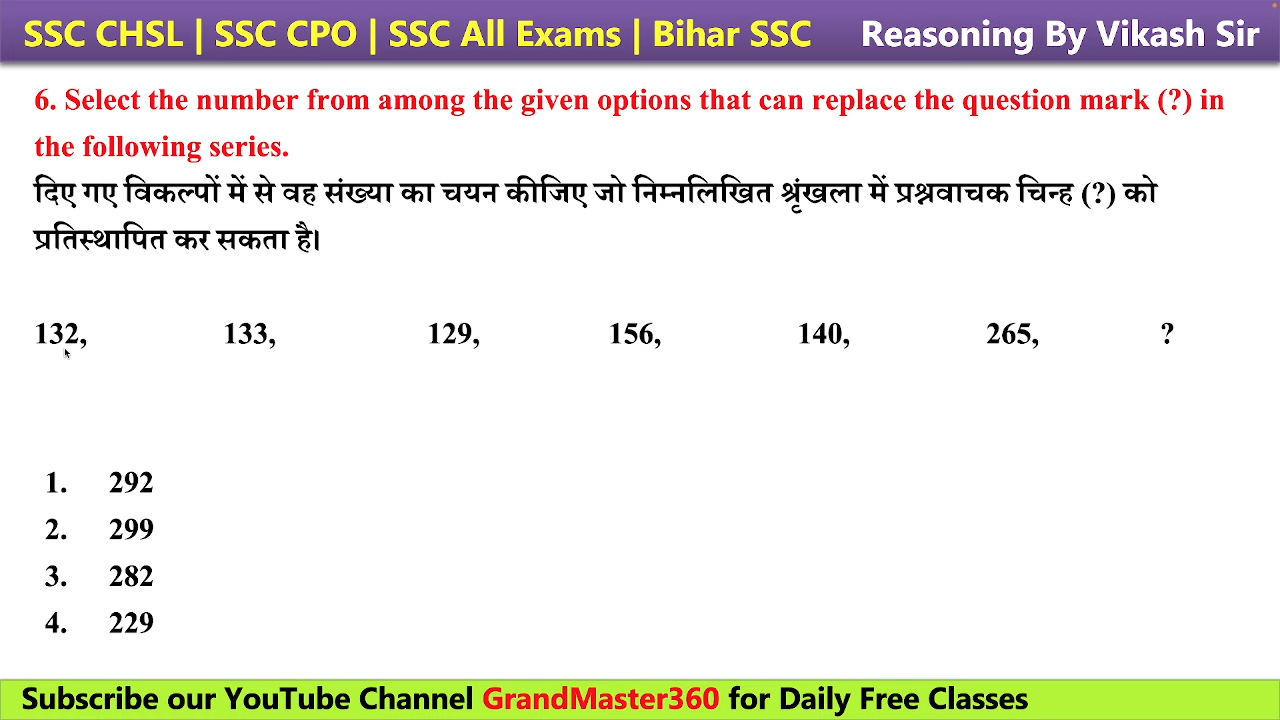 SSC CHSL | SSC CPO | SSC All Exams | Bihar SSC Reasoning By Vikash Sir
6. Select the number from among the given options that can replace the question mark (?) in
the following series.
दिए गए विकल्पों में से वह संख्या का चयन कीजिए जो निम्नलिखित श्रृंखला में प्रश्नवाचक चिन्ह (?) को
प्रतिस्थापित कर सकता है।
132, 133, 129, 156, 140, 265, ?
1. 292
2. 299
3. 282
4. 229
Subscribe our YouTube Channel GrandMaster360 for Daily Free Classes